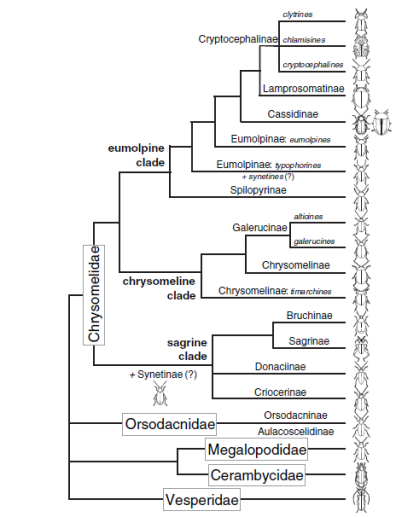 clytrines
Cryptocephalinae
chlamisines
cryptocephalines
Lamprosomatinae
Cassidinae
Eumolpinae: eumolpines
eumolpine
clade
Eumolpinae: typophorines
+ synetines (?)
Spilopyrinae
alticines
Galerucinae
galerucines
Chrysomelinae
chrysomeline
clade
Chrysomelinae: timarchines
Chrysomelidae
Bruchinae
Sagrinae
sagrine
clade
+ Synetinae (?)
Donaciinae
Criocerinae
Orsodacnidae
Orsodacninae
Aulacoscelidinae
Megalopodidae
Cerambycidae
Vesperidae